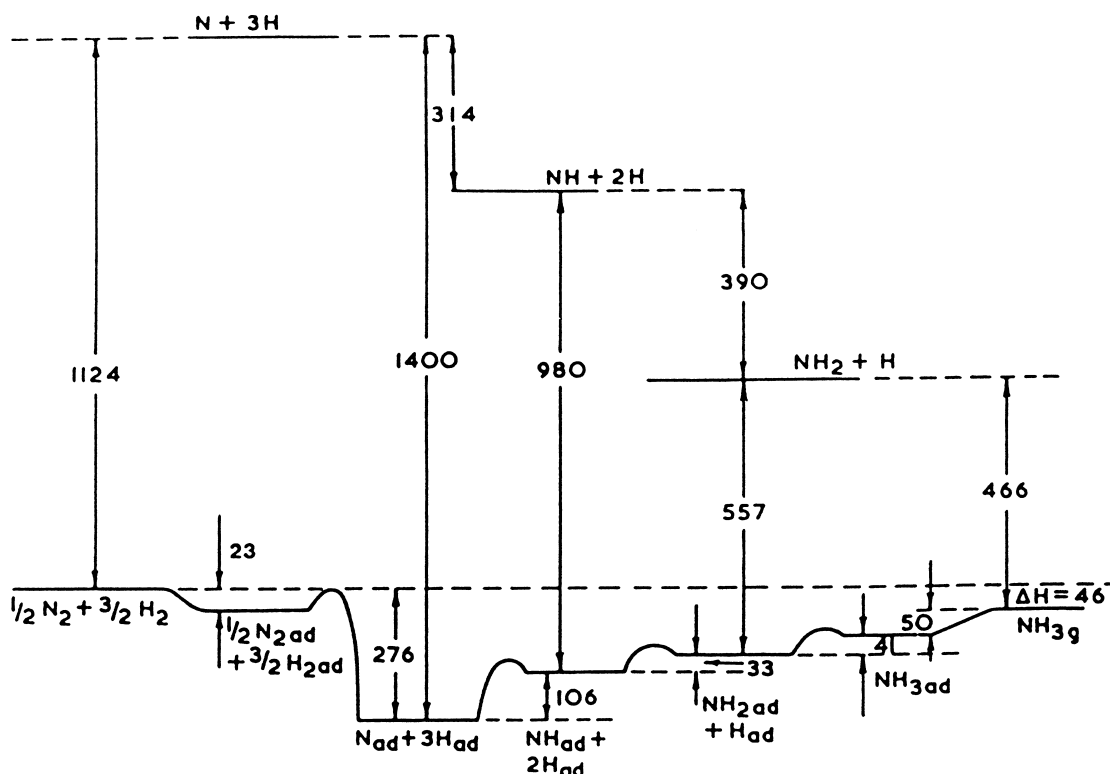 N + 3H
314
NH + 2H
390
1124
1400
980
NH₂ + H
466
557
23
½ N₂ + ³⁄₂ H₂
½ N₂ad
+ ³⁄₂ H₂ad
276
106
33
41
50
ΔH = 46
NH₃g
NH₃ad
NH₂ad
+ Had
Nad + 3Had
NHad +
2Had